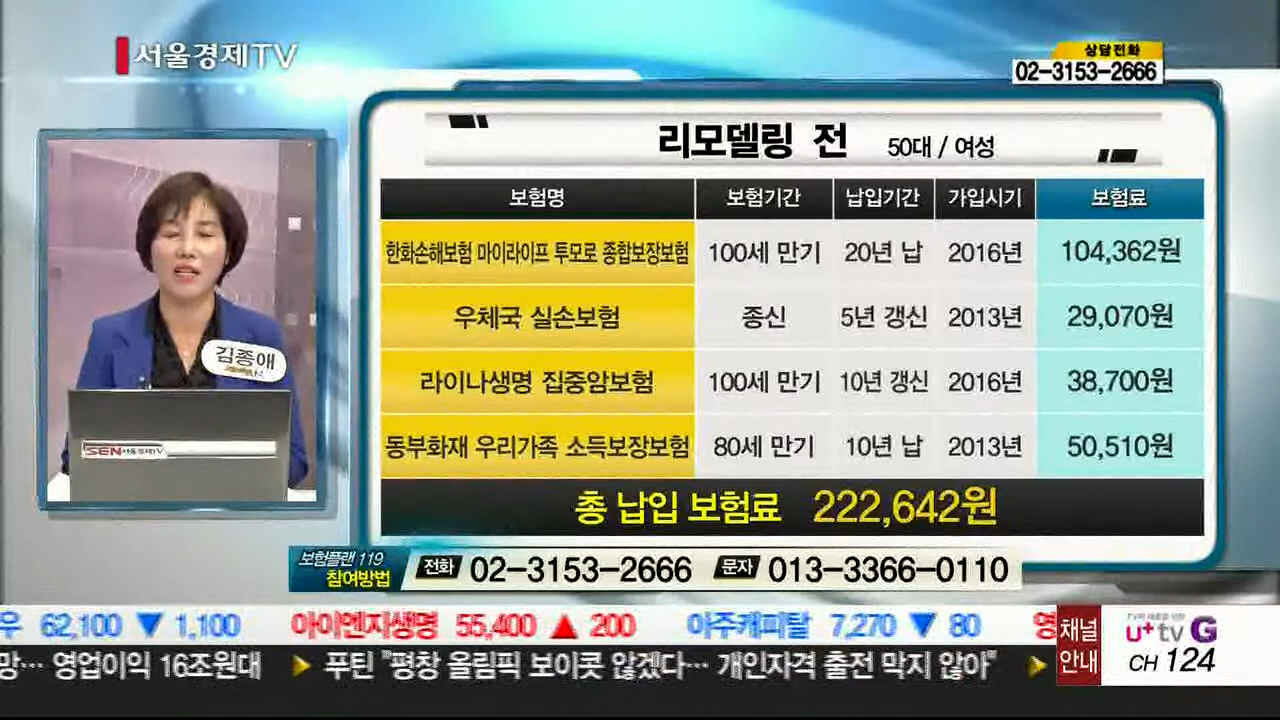 서울경제TV
상담전화
02-3153-2666
리모델링 전 50대 / 여성
보험명 보험기간 납입기간 가입시기 보험료
한화손해보험 마이라이프 투모로 종합보장보험 100세 만기 20년 납 2016년 104,362원
우체국 실손보험 종신 5년 갱신 2013년 29,070원
라이나생명 집중암보험 100세 만기 10년 갱신 2016년 38,700원
동부화재 우리가족 소득보장보험 80세 만기 10년 납 2013년 50,510원
총 납입 보험료 222,642원
김종애
SEN서울경제TV
보험플랜 119
참여방법
전화 02-3153-2666 문자 013-3366-0110
우 62,100 ▼ 1,100 아이엔지생명 55,400 ▲ 200 아주캐피탈 7,270 ▼ 80 영
망… 영업이익 16조원대 ▶ 푸틴 "평창 올림픽 보이콧 않겠다… 개인자격 출전 막지 않아" ▶
채널
안내
u+tv G
CH 124